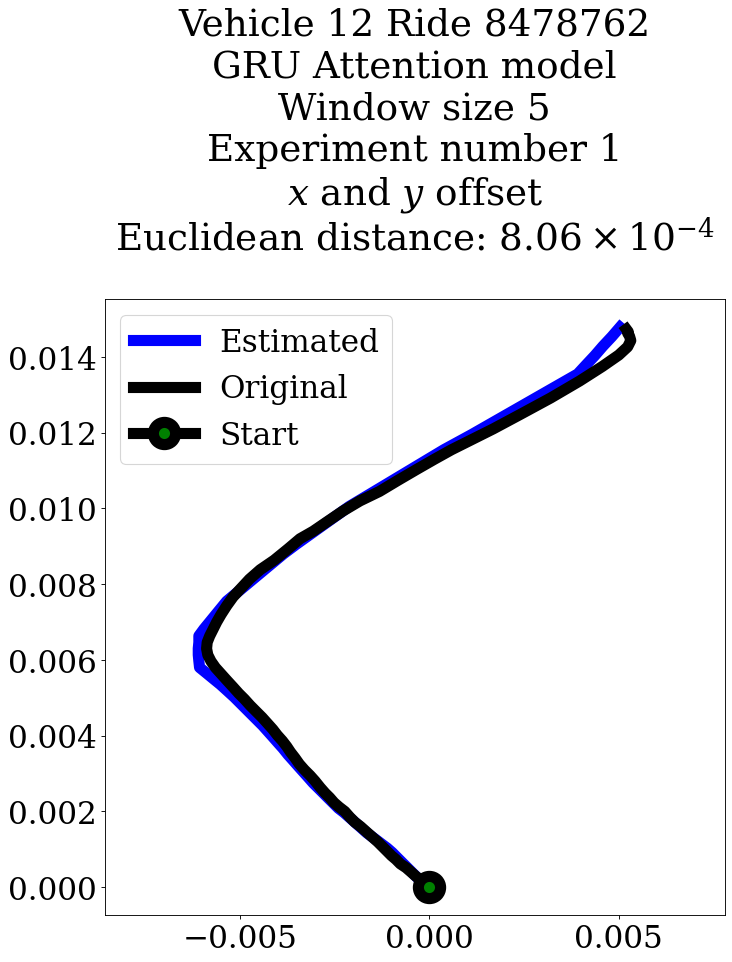 Vehicle 12 Ride 8478762
GRU Attention model
Window size 5
Experiment number 1
x and y offset
Euclidean distance: 8.06 × 10⁻⁴
Estimated
Original
Start
0.014
0.012
0.010
0.008
0.006
0.004
0.002
0.000
−0.005 0.000 0.005